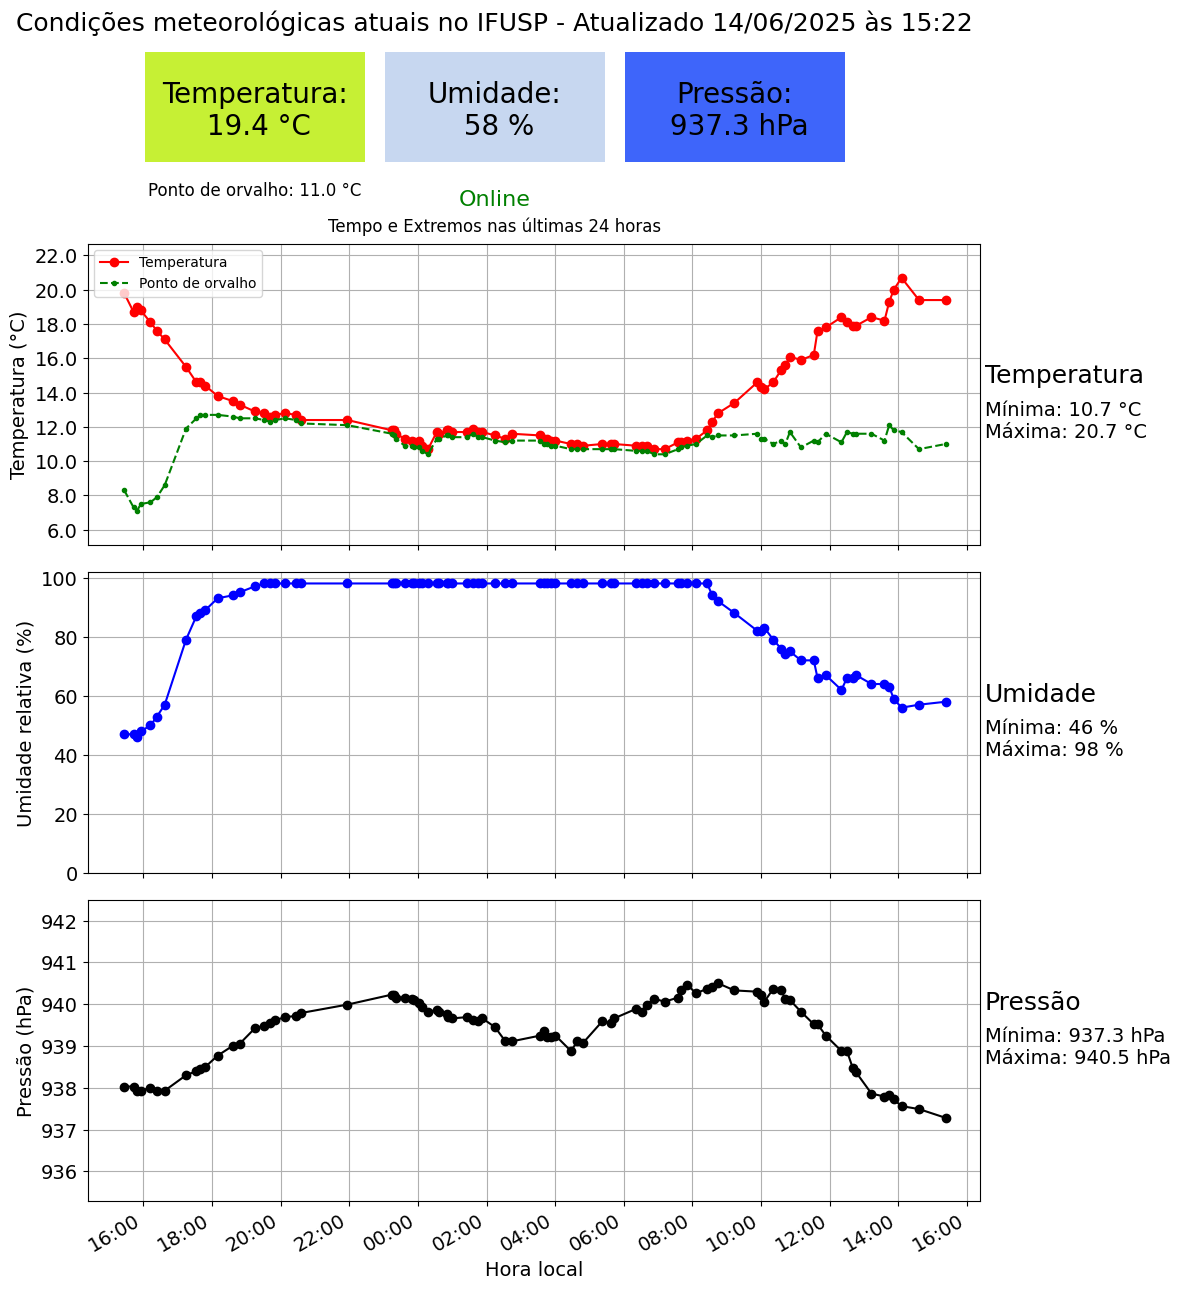 Condições meteorológicas atuais no IFUSP - Atualizado 14/06/2025 às 15:22
Temperatura:
19.4 °C
Umidade:
58 %
Pressão:
937.3 hPa
Ponto de orvalho: 11.0 °C
Online
Tempo e Extremos nas últimas 24 horas
Temperatura
Ponto de orvalho
Temperatura (°C)
22.0
20.0
18.0
16.0
14.0
12.0
10.0
8.0
6.0
Temperatura
Mínima: 10.7 °C
Máxima: 20.7 °C
Umidade relativa (%)
100
80
60
40
20
0
Umidade
Mínima: 46 %
Máxima: 98 %
Pressão (hPa)
942
941
940
939
938
937
936
Pressão
Mínima: 937.3 hPa
Máxima: 940.5 hPa
16:00 18:00 20:00 22:00 00:00 02:00 04:00 06:00 08:00 10:00 12:00 14:00 16:00
Hora local